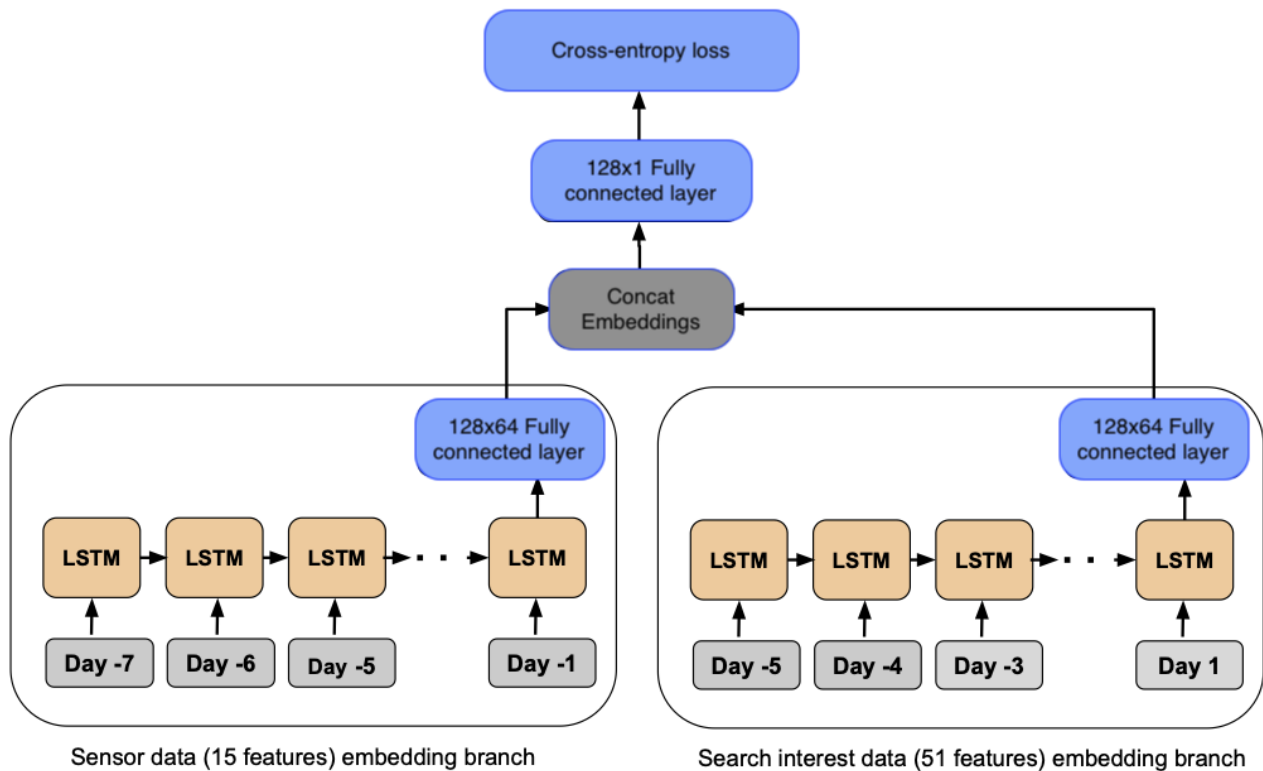 Cross-entropy loss
128x1 Fully
connected layer
Concat
Embeddings
128x64 Fully
connected layer
128x64 Fully
connected layer
LSTM
LSTM
LSTM
. . .
LSTM
LSTM
LSTM
LSTM
. . .
LSTM
Day -7
Day -6
Day -5
Day -1
Day -5
Day -4
Day -3
Day 1
Sensor data (15 features) embedding branch
Search interest data (51 features) embedding branch